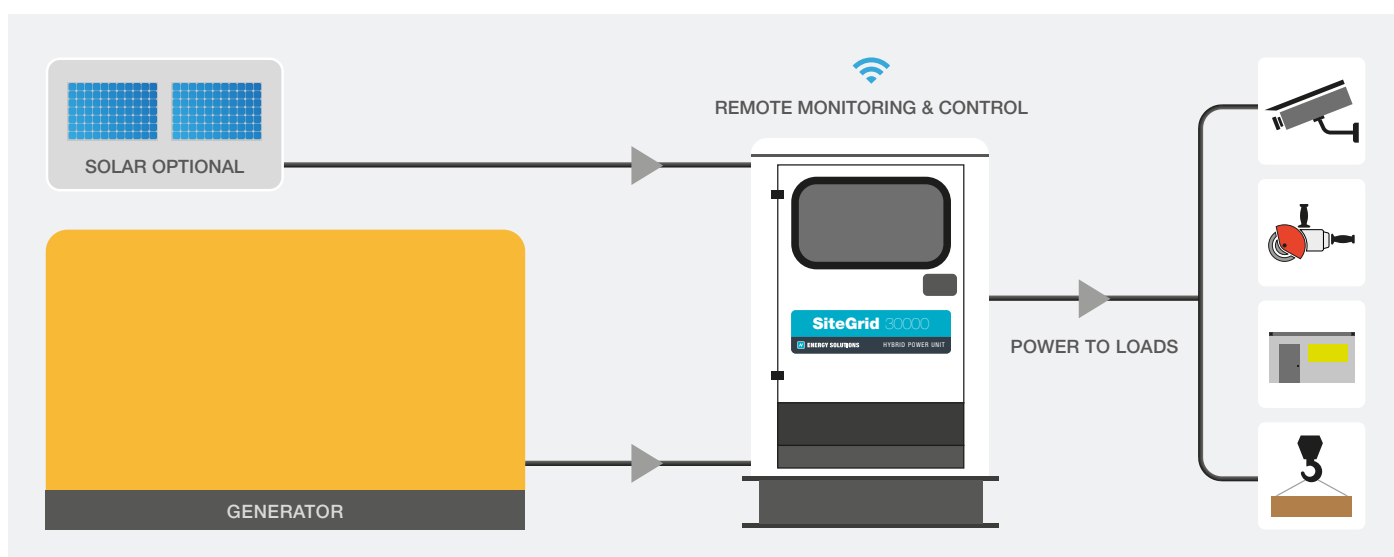 SOLAR OPTIONAL
REMOTE MONITORING & CONTROL
SiteGrid 30000
ENERGY SOLUTIONS HYBRID POWER UNIT
POWER TO LOADS
GENERATOR